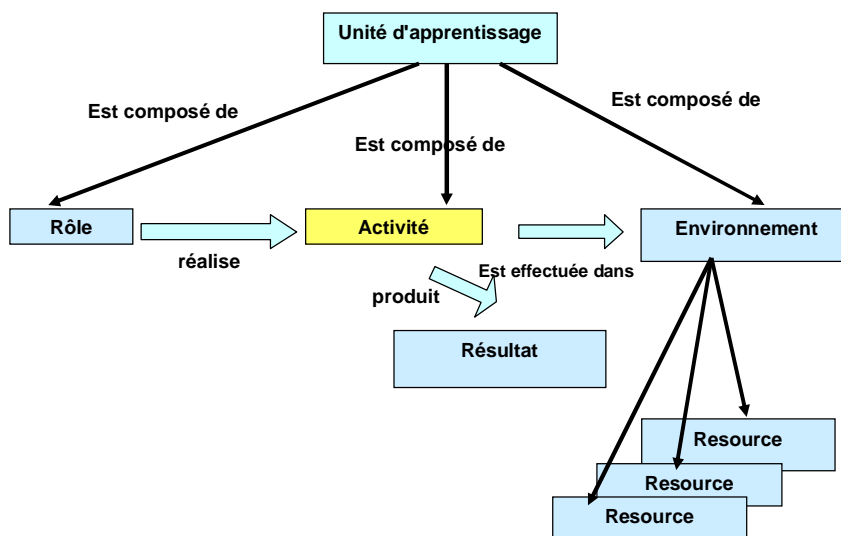 Unité d'apprentissage
Est composé de
Est composé de
Est composé de
Rôle
Activité
Environnement
réalise
Est effectuée dans
produit
Résultat
Resource
Resource
Resource